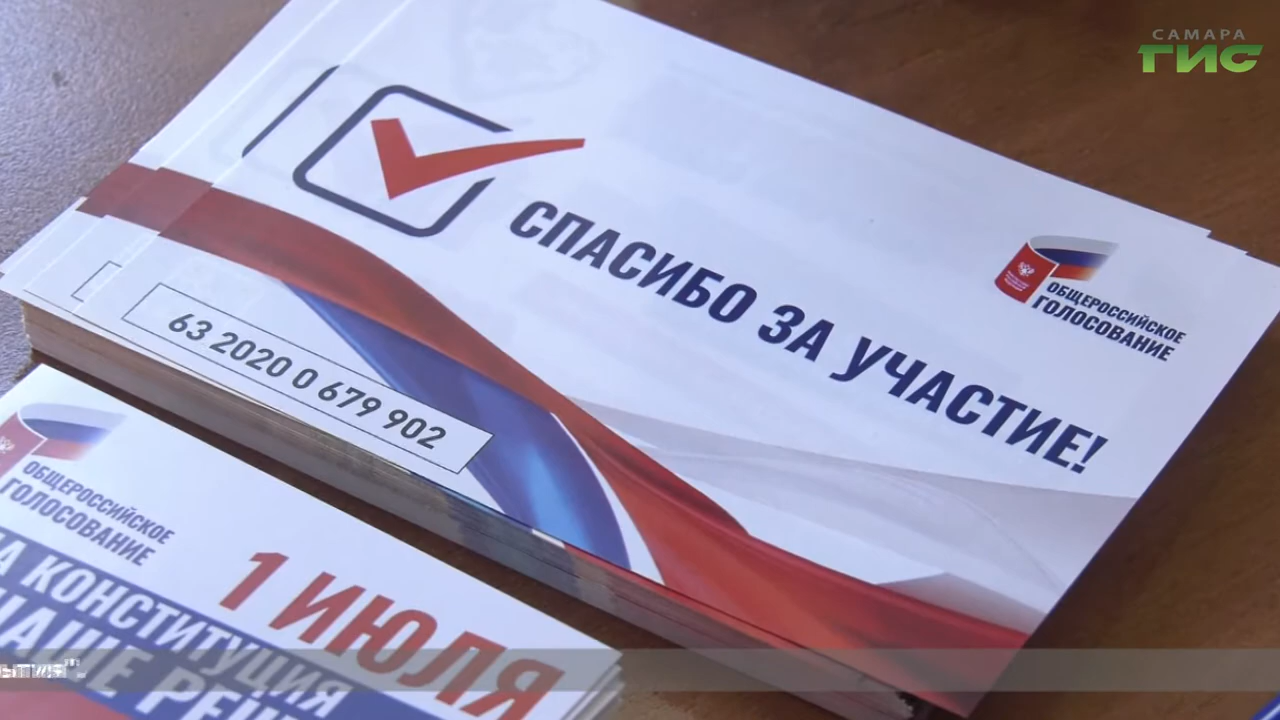 САМАРА
ГИС
СПАСИБО ЗА УЧАСТИЕ!
ОБЩЕРОССИЙСКОЕ
ГОЛОСОВАНИЕ
63 2020 0 679 902
ОБЩЕРОССИЙСКОЕ
ГОЛОСОВАНИЕ
1 ИЮЛЯ
КОНСТИТУЦИЯ